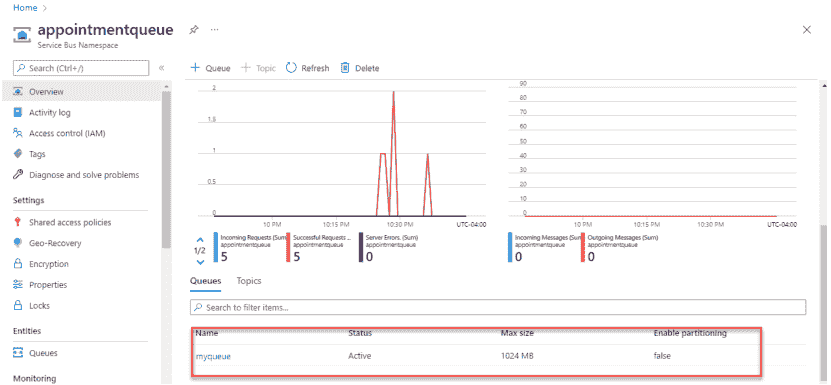 Home >
appointmentqueue
Service Bus Namespace
Search (Ctrl+/)
«
Overview
Activity log
Access control (IAM)
Tags
Diagnose and solve problems
Settings
Shared access policies
Geo-Recovery
Encryption
Properties
Locks
Entities
Queues
Monitoring
+ Queue + Topic Refresh Delete
2
1.5
1
0.5
0
10 PM 10:15 PM 10:30 PM UTC-04:00
1/2
Incoming Requests (Sum)
appointmentqueue
5
Successful Requests ...
appointmentqueue
5
Server Errors. (Sum)
appointmentqueue
0
90
80
70
60
50
40
30
20
10
0
10 PM 10:15 PM 10:30 PM UTC-04:00
Incoming Messages (Sum)
appointmentqueue
0
Outgoing Messages (Sum)
appointmentqueue
0
Queues Topics
Search to filter items...
Name Status Max size Enable partitioning
myqueue Active 1024 MB false